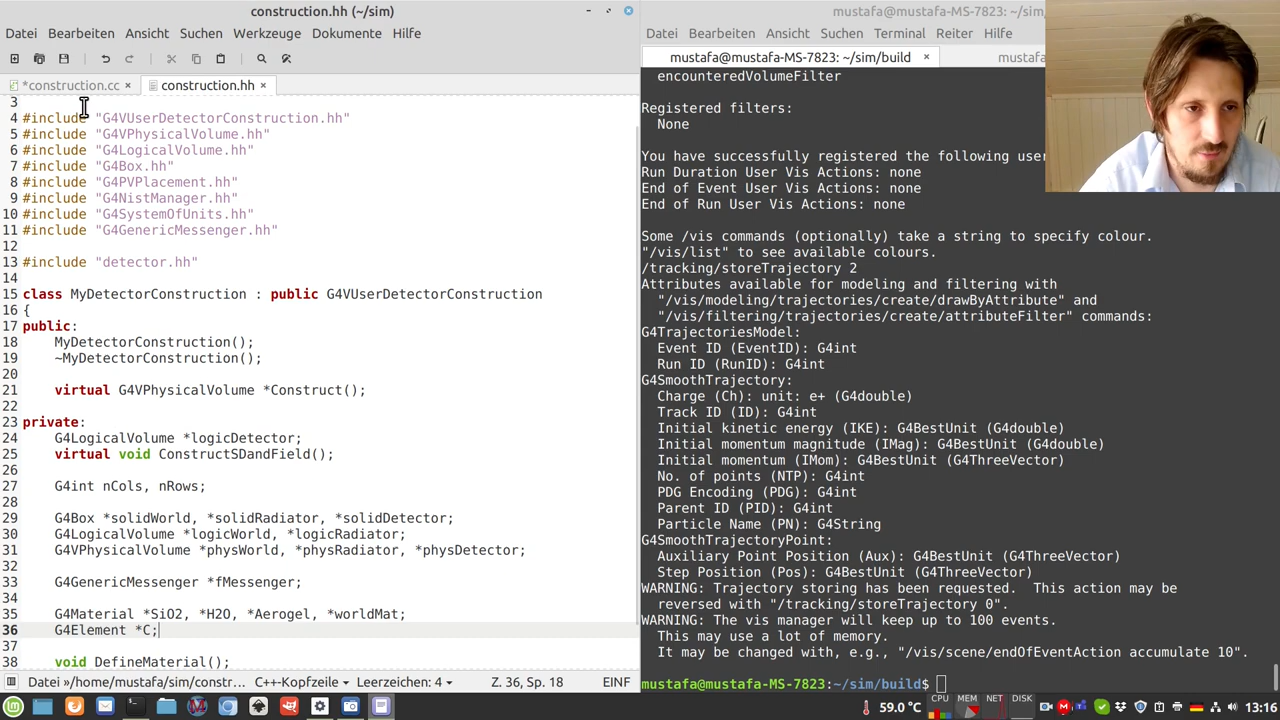 construction.hh (~/sim)
Datei Bearbeiten Ansicht Suchen Werkzeuge Dokumente Hilfe
*construction.cc × construction.hh ×
3
4 #include "G4VUserDetectorConstruction.hh"
5 #include "G4VPhysicalVolume.hh"
6 #include "G4LogicalVolume.hh"
7 #include "G4Box.hh"
8 #include "G4PVPlacement.hh"
9 #include "G4NistManager.hh"
10 #include "G4SystemOfUnits.hh"
11 #include "G4GenericMessenger.hh"
12
13 #include "detector.hh"
14
15 class MyDetectorConstruction : public G4VUserDetectorConstruction
16 {
17 public:
18     MyDetectorConstruction();
19     ~MyDetectorConstruction();
20
21     virtual G4VPhysicalVolume *Construct();
22
23 private:
24     G4LogicalVolume *logicDetector;
25     virtual void ConstructSDandField();
26
27     G4int nCols, nRows;
28
29     G4Box *solidWorld, *solidRadiator, *solidDetector;
30     G4LogicalVolume *logicWorld, *logicRadiator;
31     G4VPhysicalVolume *physWorld, *physRadiator, *physDetector;
32
33     G4GenericMessenger *fMessenger;
34
35     G4Material *SiO2, *H2O, *Aerogel, *worldMat;
36     G4Element *C;
37
38     void DefineMaterial();
Datei »/home/mustafa/sim/constr... C++-Kopfzeile Leerzeichen: 4 Z. 36, Sp. 18 EINF
mustafa@mustafa-MS-7823: ~/sim/
Datei Bearbeiten Ansicht Suchen Terminal Reiter Hilfe
mustafa@mustafa-MS-7823: ~/sim/build × mustafa
encounteredVolumeFilter
Registered filters:
None
You have successfully registered the following user
Run Duration User Vis Actions: none
End of Event User Vis Actions: none
End of Run User Vis Actions: none
Some /vis commands (optionally) take a string to specify colour.
"/vis/list" to see available colours.
/tracking/storeTrajectory 2
Attributes available for modeling and filtering with
"/vis/modeling/trajectories/create/drawByAttribute" and
"/vis/filtering/trajectories/create/attributeFilter" commands:
G4TrajectoriesModel:
Event ID (EventID): G4int
Run ID (RunID): G4int
G4SmoothTrajectory:
Charge (Ch): unit: e+ (G4double)
Track ID (ID): G4int
Initial kinetic energy (IKE): G4BestUnit (G4double)
Initial momentum magnitude (IMag): G4BestUnit (G4double)
Initial momentum (IMom): G4BestUnit (G4ThreeVector)
No. of points (NTP): G4int
PDG Encoding (PDG): G4int
Parent ID (PID): G4int
Particle Name (PN): G4String
G4SmoothTrajectoryPoint:
Auxiliary Point Position (Aux): G4BestUnit (G4ThreeVector)
Step Position (Pos): G4BestUnit (G4ThreeVector)
WARNING: Trajectory storing has been requested.  This action may be
reversed with "/tracking/storeTrajectory 0".
WARNING: The vis manager will keep up to 100 events.
This may use a lot of memory.
It may be changed with, e.g., "/vis/scene/endOfEventAction accumulate 10".
mustafa@mustafa-MS-7823:~/sim/build$
CPU MEM NET DISK 59.0 °C 13:16